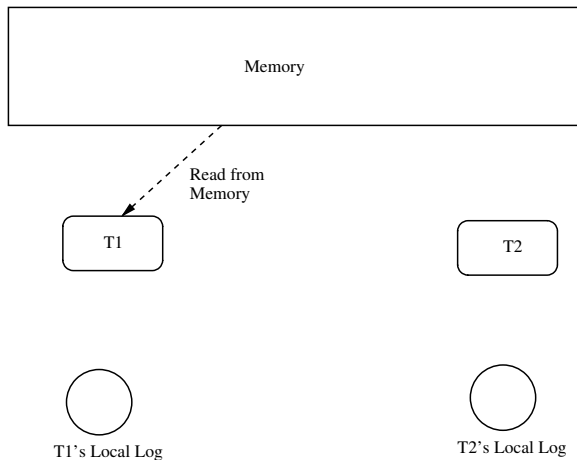 Memory
Read from
Memory
T1
T2
T1's Local Log
T2's Local Log